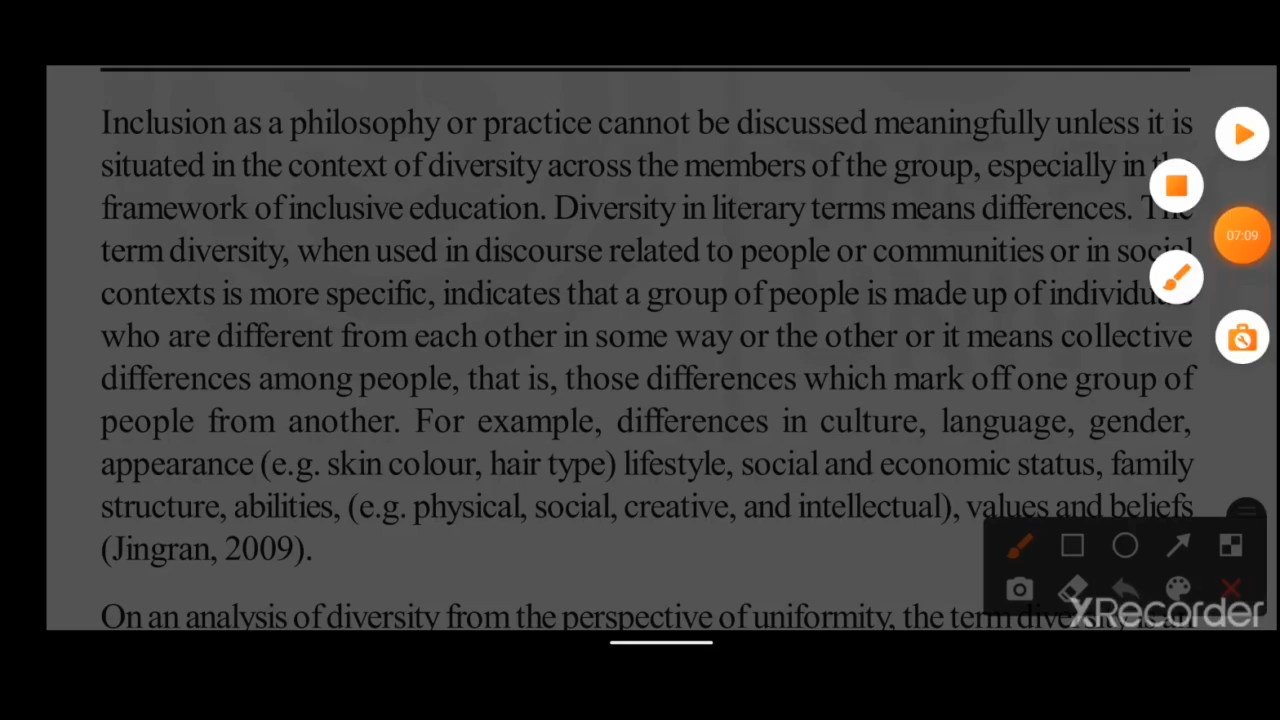 Inclusion as a philosophy or practice cannot be discussed meaningfully unless it is
situated in the context of diversity across the members of the group, especially in
framework of inclusive education. Diversity in literary terms means differences. The
term diversity, when used in discourse related to people or communities or in social
contexts is more specific, indicates that a group of people is made up of
who are different from each other in some way or the other or it means collective
differences among people, that is, those differences which mark off one group of
people from another. For example, differences in culture, language, gender,
appearance (e.g. skin colour, hair type) lifestyle, social and economic status, family
structure, abilities, (e.g. physical, social, creative, and intellectual), values and beliefs
(Jingran, 2009).
On an analysis of diversity from the perspective of uniformity, the term
07:09
XRecorder